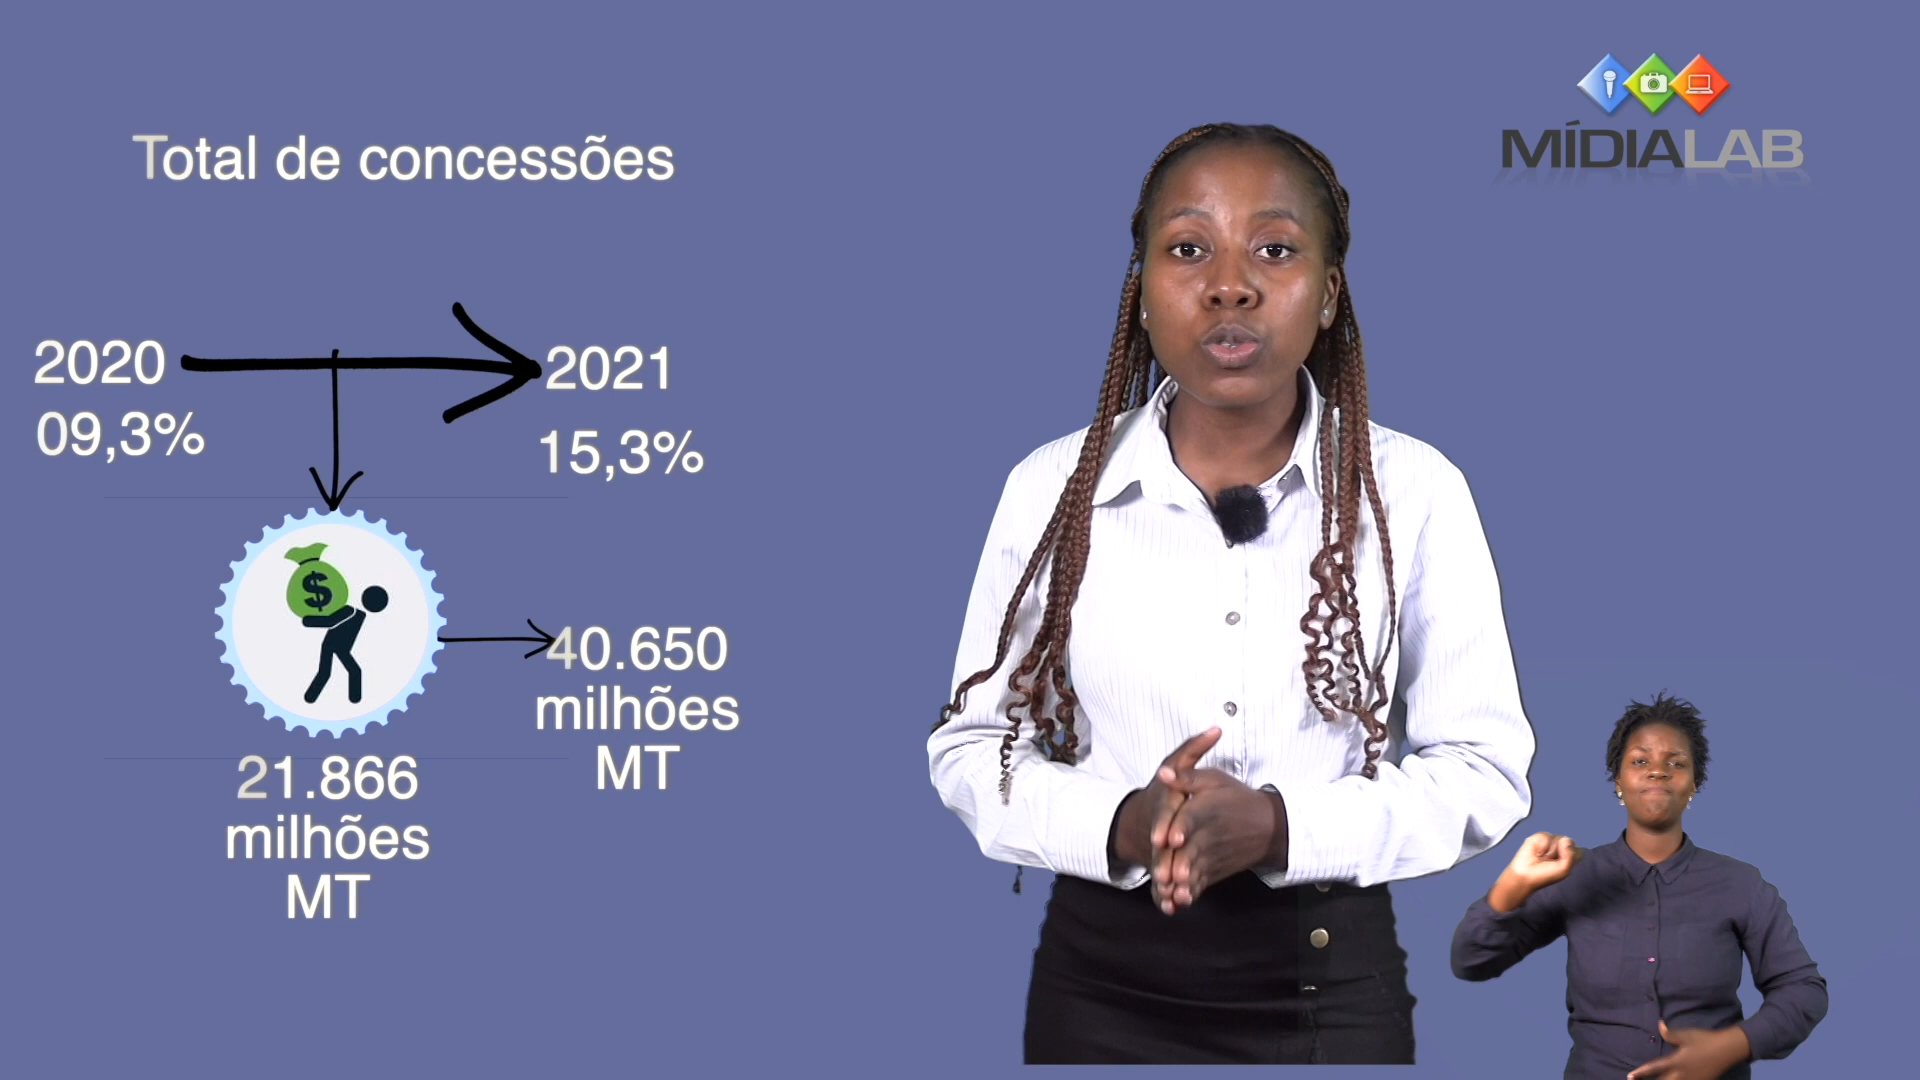 Total de concessões
2020
2021
09,3%
15,3%
$
40.650
milhões
MT
21.866
milhões
MT
MÍDIALAB